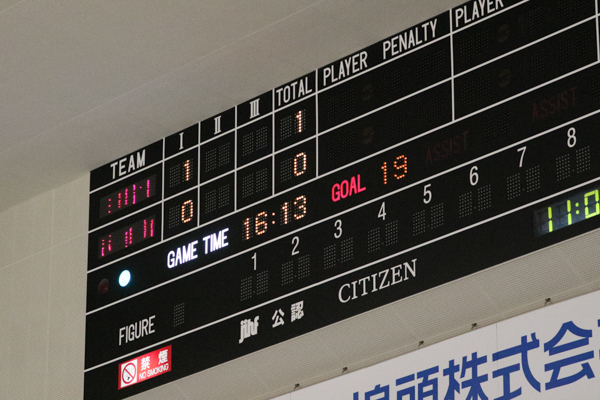 TEAM I II III TOTAL PLAYER PENALTY PLAYER
1 1
0 0
GAME TIME 16:13 GOAL 19 ASSIST ASSIST
1 2 3 4 5 6 7 8
11:0
FIGURE jihf 公認 CITIZEN
禁煙
NO SMOKING
頭株式会